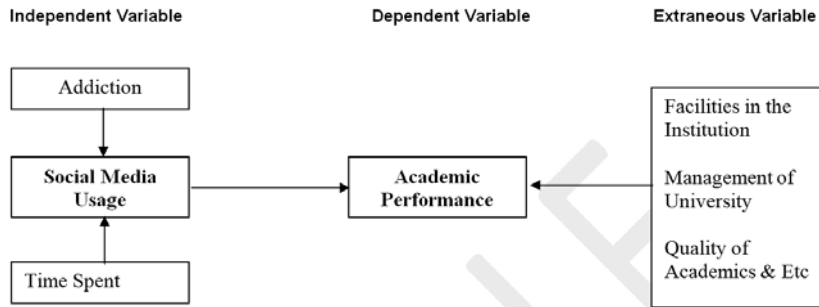 Independent Variable
Dependent Variable
Extraneous Variable
Addiction
Social Media
Usage
Time Spent
Academic
Performance
Facilities in the
Institution
Management of
University
Quality of
Academics & Etc